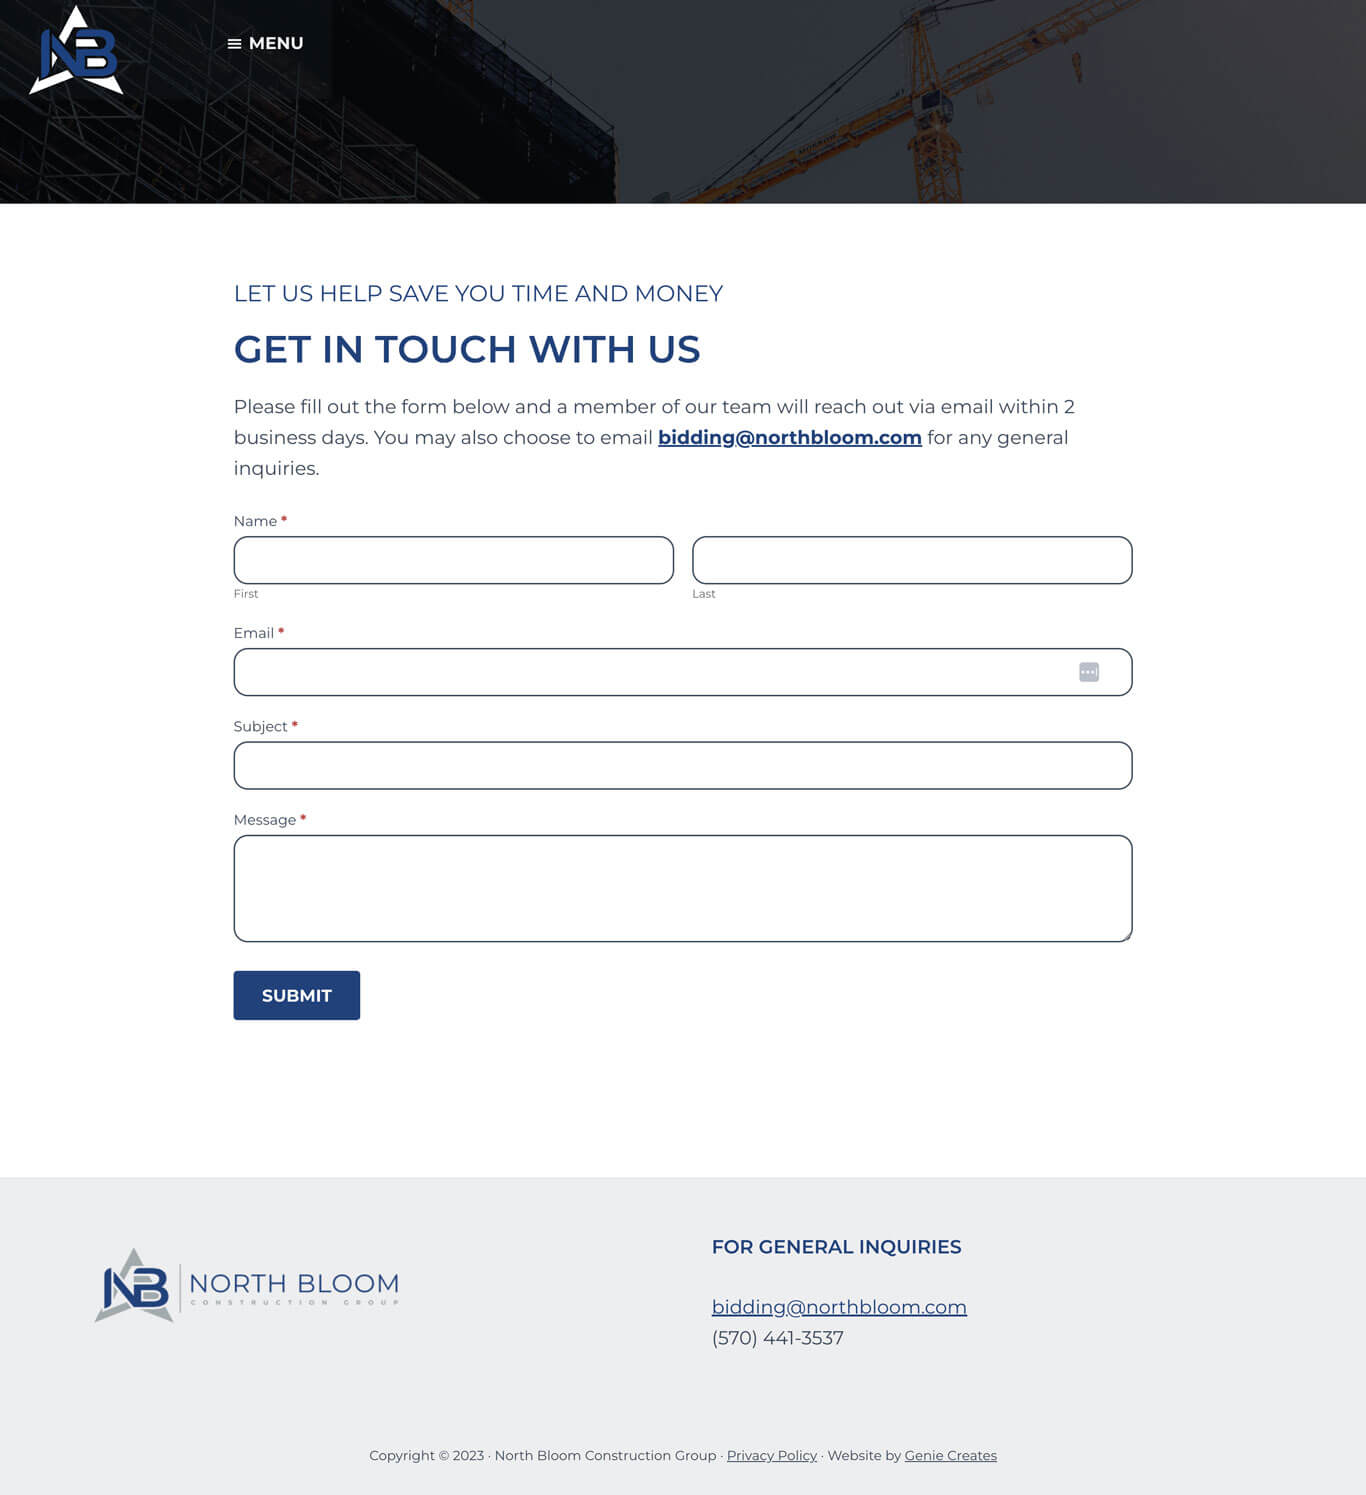 NB
MENU
MORROW
LET US HELP SAVE YOU TIME AND MONEY
GET IN TOUCH WITH US
Please fill out the form below and a member of our team will reach out via email within 2
business days. You may also choose to email bidding@northbloom.com for any general
inquiries.
Name *
First
Last
Email *
Subject *
Message *
SUBMIT
NB
NORTH BLOOM
CONSTRUCTION GROUP
FOR GENERAL INQUIRIES
bidding@northbloom.com
(570) 441-3537
Copyright © 2023 · North Bloom Construction Group · Privacy Policy · Website by Genie Creates